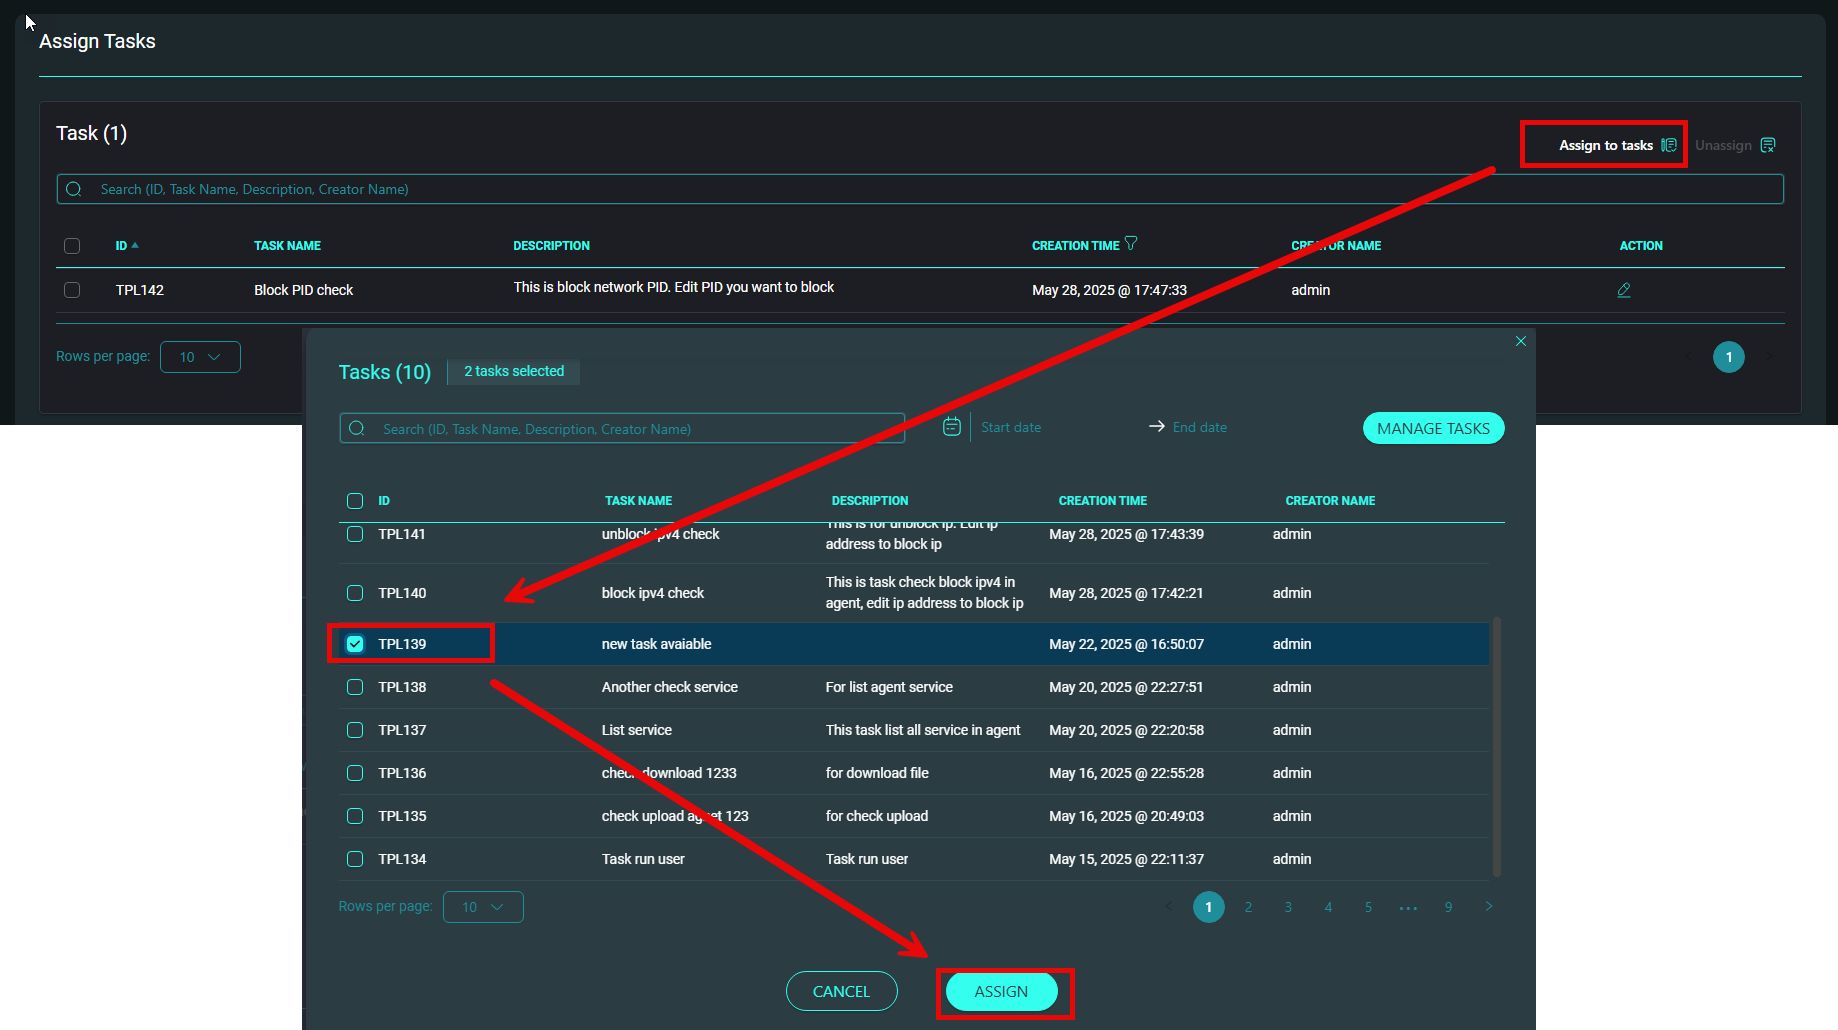 Assign Tasks
Task (1)
Assign to tasks Unassign
Search (ID, Task Name, Description, Creator Name)
ID TASK NAME DESCRIPTION CREATION TIME CREATOR NAME ACTION
TPL142 Block PID check This is block network PID. Edit PID you want to block May 28, 2025 @ 17:47:33 admin
Rows per page: 10 1
Tasks (10) 2 tasks selected
Search (ID, Task Name, Description, Creator Name) Start date End date MANAGE TASKS
ID TASK NAME DESCRIPTION CREATION TIME CREATOR NAME
TPL141 unblock ipv4 check This is for unblock ip. Edit ip address to block ip May 28, 2025 @ 17:43:39 admin
TPL140 block ipv4 check This is task check block ipv4 in agent, edit ip address to block ip May 28, 2025 @ 17:42:21 admin
TPL139 new task avaiable May 22, 2025 @ 16:50:07 admin
TPL138 Another check service For list agent service May 20, 2025 @ 22:27:51 admin
TPL137 List service This task list all service in agent May 20, 2025 @ 22:20:58 admin
TPL136 check download 1233 for download file May 16, 2025 @ 22:55:28 admin
TPL135 check upload agnet 123 for check upload May 16, 2025 @ 20:49:03 admin
TPL134 Task run user Task run user May 15, 2025 @ 22:11:37 admin
Rows per page: 10 1 2 3 4 5 ••• 9
CANCEL ASSIGN